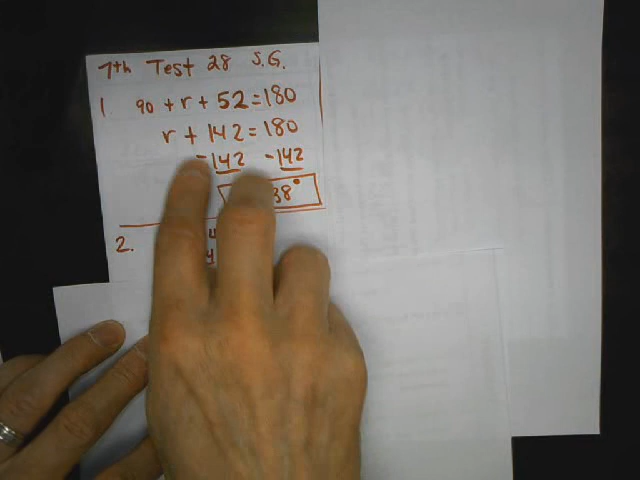 7th Test 28 S.G.
1 90 + r + 52 = 180
r + 142 = 180
-142 -142
38°
2.